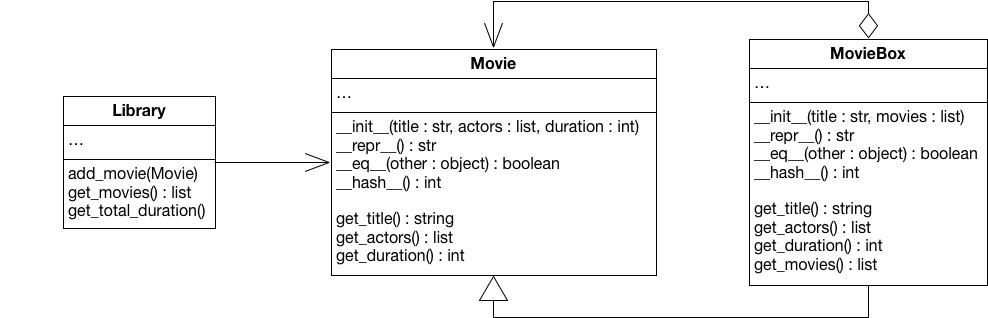 Library
...
add_movie(Movie)
get_movies() : list
get_total_duration()
Movie
...
__init__(title : str, actors : list, duration : int)
__repr__() : str
__eq__(other : object) : boolean
__hash__() : int
get_title() : string
get_actors() : list
get_duration() : int
MovieBox
...
__init__(title : str, movies : list)
__repr__() : str
__eq__(other : object) : boolean
__hash__() : int
get_title() : string
get_actors() : list
get_duration() : int
get_movies() : list